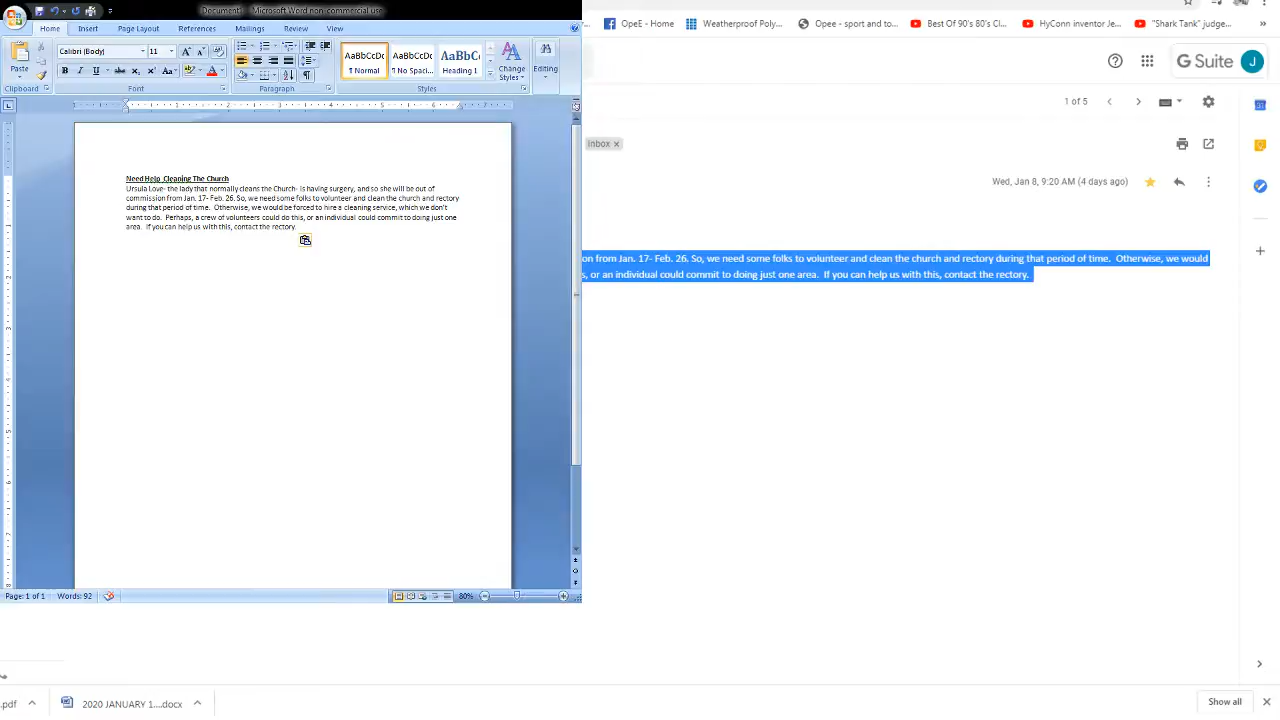 Document1 - Microsoft Word non-commercial use
Home Insert Page Layout References Mailings Review View
Paste
Clipboard
Calibri (Body) 11
Font
Paragraph
AaBbCcDc AaBbCcDc AaBbC
¶ Normal ¶ No Spaci... Heading 1
Change Styles
Styles
Editing
Need Help Cleaning The Church
Ursula Love- the lady that normally cleans the Church- is having surgery, and so she will be out of
commission from Jan. 17- Feb. 26. So, we need some folks to volunteer and clean the church and rectory
during that period of time. Otherwise, we would be forced to hire a cleaning service, which we don't
want to do. Perhaps, a crew of volunteers could do this, or an individual could commit to doing just one
area. If you can help us with this, contact the rectory.
Page: 1 of 1 Words: 92 80%
OpeE - Home Weatherproof Poly... Opee - sport and to... Best Of 90's 80's Cl... HyConn inventor Je... "Shark Tank" judge... »
G Suite J
1 of 5
Inbox ×
Wed, Jan 8, 9:20 AM (4 days ago)
on from Jan. 17- Feb. 26. So, we need some folks to volunteer and clean the church and rectory during that period of time. Otherwise, we would
s, or an individual could commit to doing just one area. If you can help us with this, contact the rectory.
.pdf 2020 JANUARY 1....docx Show all